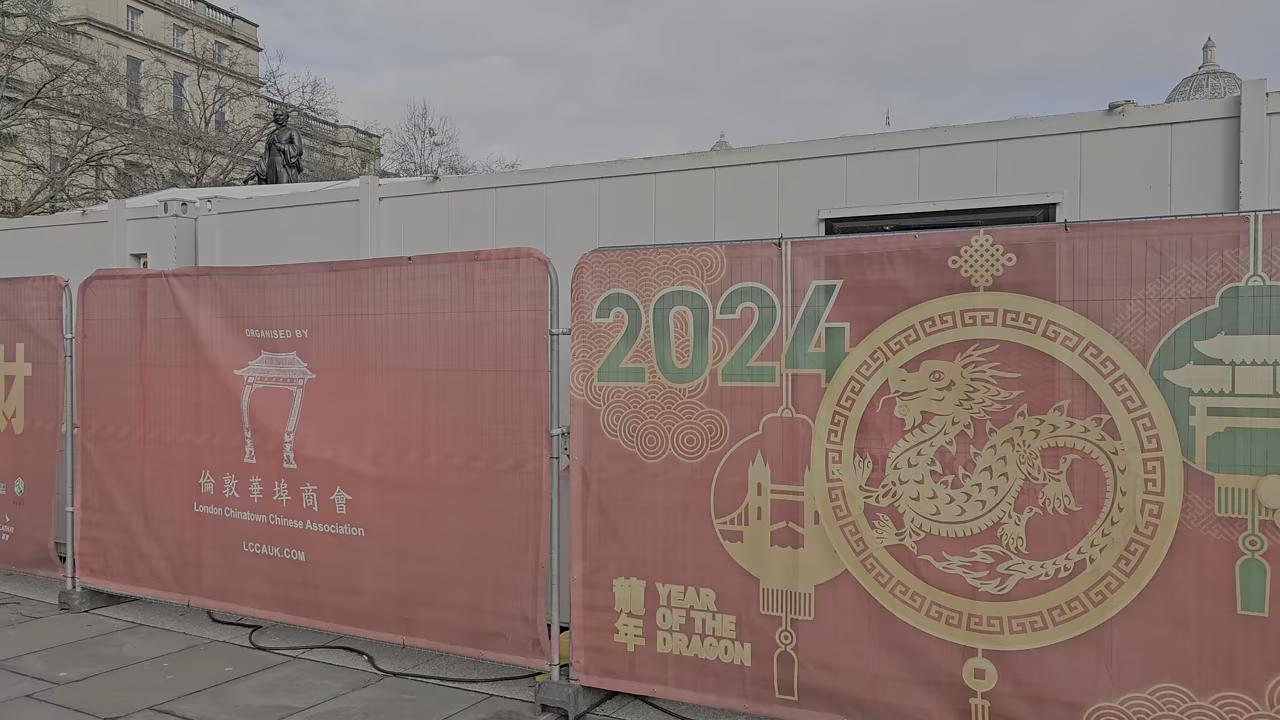 財
ORGANISED BY
倫敦華埠商會
London Chinatown Chinese Association
LCCAUK.COM
2024
龍年
YEAR
OF THE
DRAGON